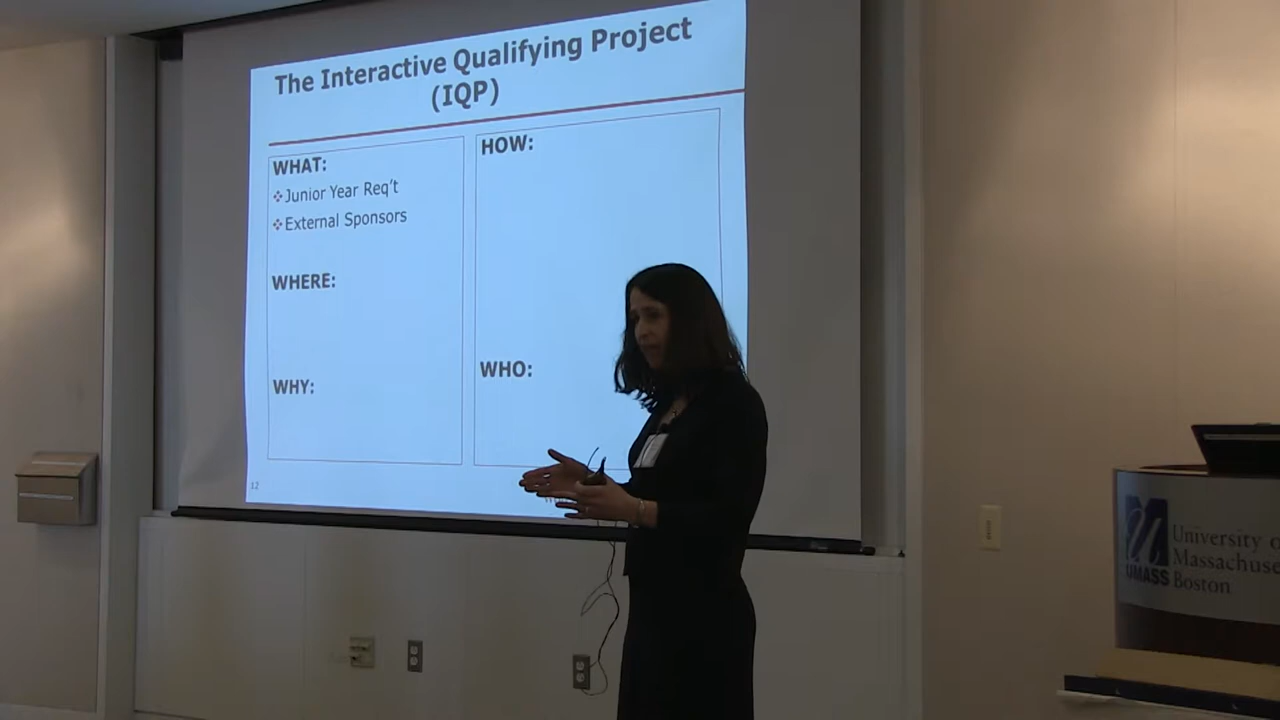 The Interactive Qualifying Project
(IQP)
WHAT:
❖Junior Year Req't
❖External Sponsors
WHERE:
WHY:
HOW:
WHO:
12
UMASS
University
Massachuse
Boston